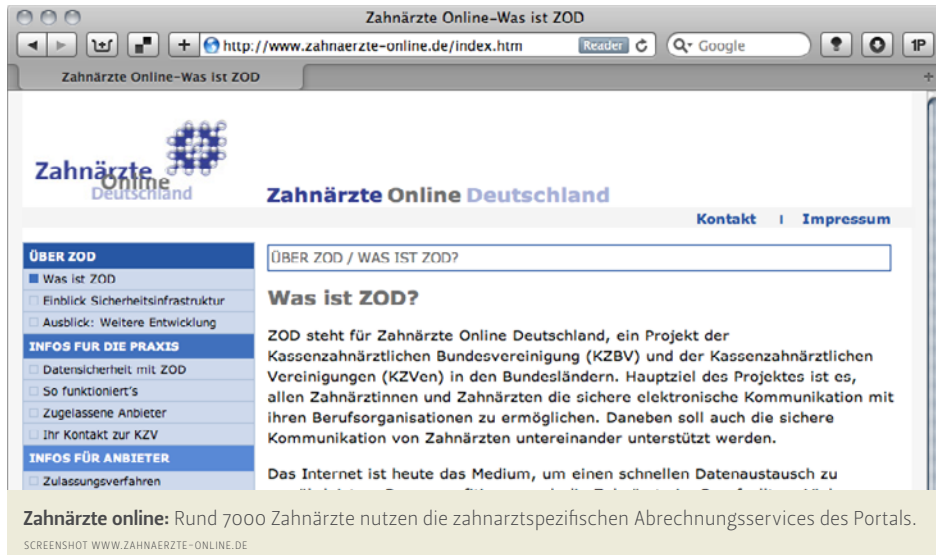 Zahnärzte Online–Was ist ZOD
http://www.zahnaerzte-online.de/index.htm Reader Google 1P
Zahnärzte Online–Was ist ZOD
Zahnärzte
Online
Deutschland
Zahnärzte Online Deutschland
Kontakt | Impressum
ÜBER ZOD
Was ist ZOD
Einblick Sicherheitsinfrastruktur
Ausblick: Weitere Entwicklung
INFOS FÜR DIE PRAXIS
Datensicherheit mit ZOD
So funktioniert's
Zugelassene Anbieter
Ihr Kontakt zur KZV
INFOS FÜR ANBIETER
Zulassungsverfahren
ÜBER ZOD / WAS IST ZOD?
Was ist ZOD?
ZOD steht für Zahnärzte Online Deutschland, ein Projekt der
Kassenzahnärztlichen Bundesvereinigung (KZBV) und der Kassenzahnärztlichen
Vereinigungen (KZVen) in den Bundesländern. Hauptziel des Projektes ist es,
allen Zahnärztinnen und Zahnärzten die sichere elektronische Kommunikation mit
ihren Berufsorganisationen zu ermöglichen. Daneben soll auch die sichere
Kommunikation von Zahnärzten untereinander unterstützt werden.
Das Internet ist heute das Medium, um einen schnellen Datenaustausch zu
Zahnärzte online: Rund 7000 Zahnärzte nutzen die zahnarztspezifischen Abrechnungsservices des Portals.
SCREENSHOT WWW.ZAHNAERZTE-ONLINE.DE